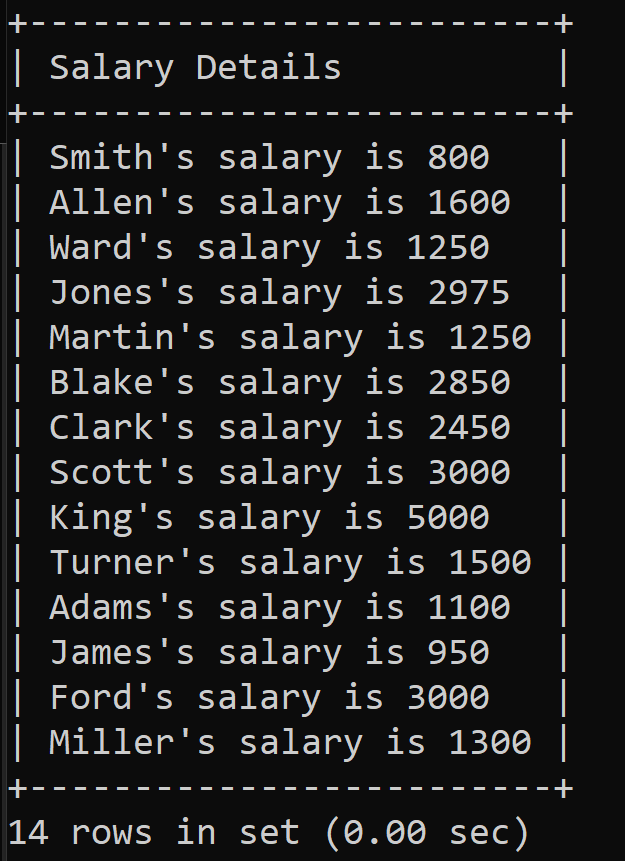 +-------------------------+
| Salary Details          |
+-------------------------+
| Smith's salary is 800   |
| Allen's salary is 1600  |
| Ward's salary is 1250   |
| Jones's salary is 2975  |
| Martin's salary is 1250 |
| Blake's salary is 2850  |
| Clark's salary is 2450  |
| Scott's salary is 3000  |
| King's salary is 5000   |
| Turner's salary is 1500 |
| Adams's salary is 1100  |
| James's salary is 950   |
| Ford's salary is 3000   |
| Miller's salary is 1300 |
+-------------------------+
14 rows in set (0.00 sec)